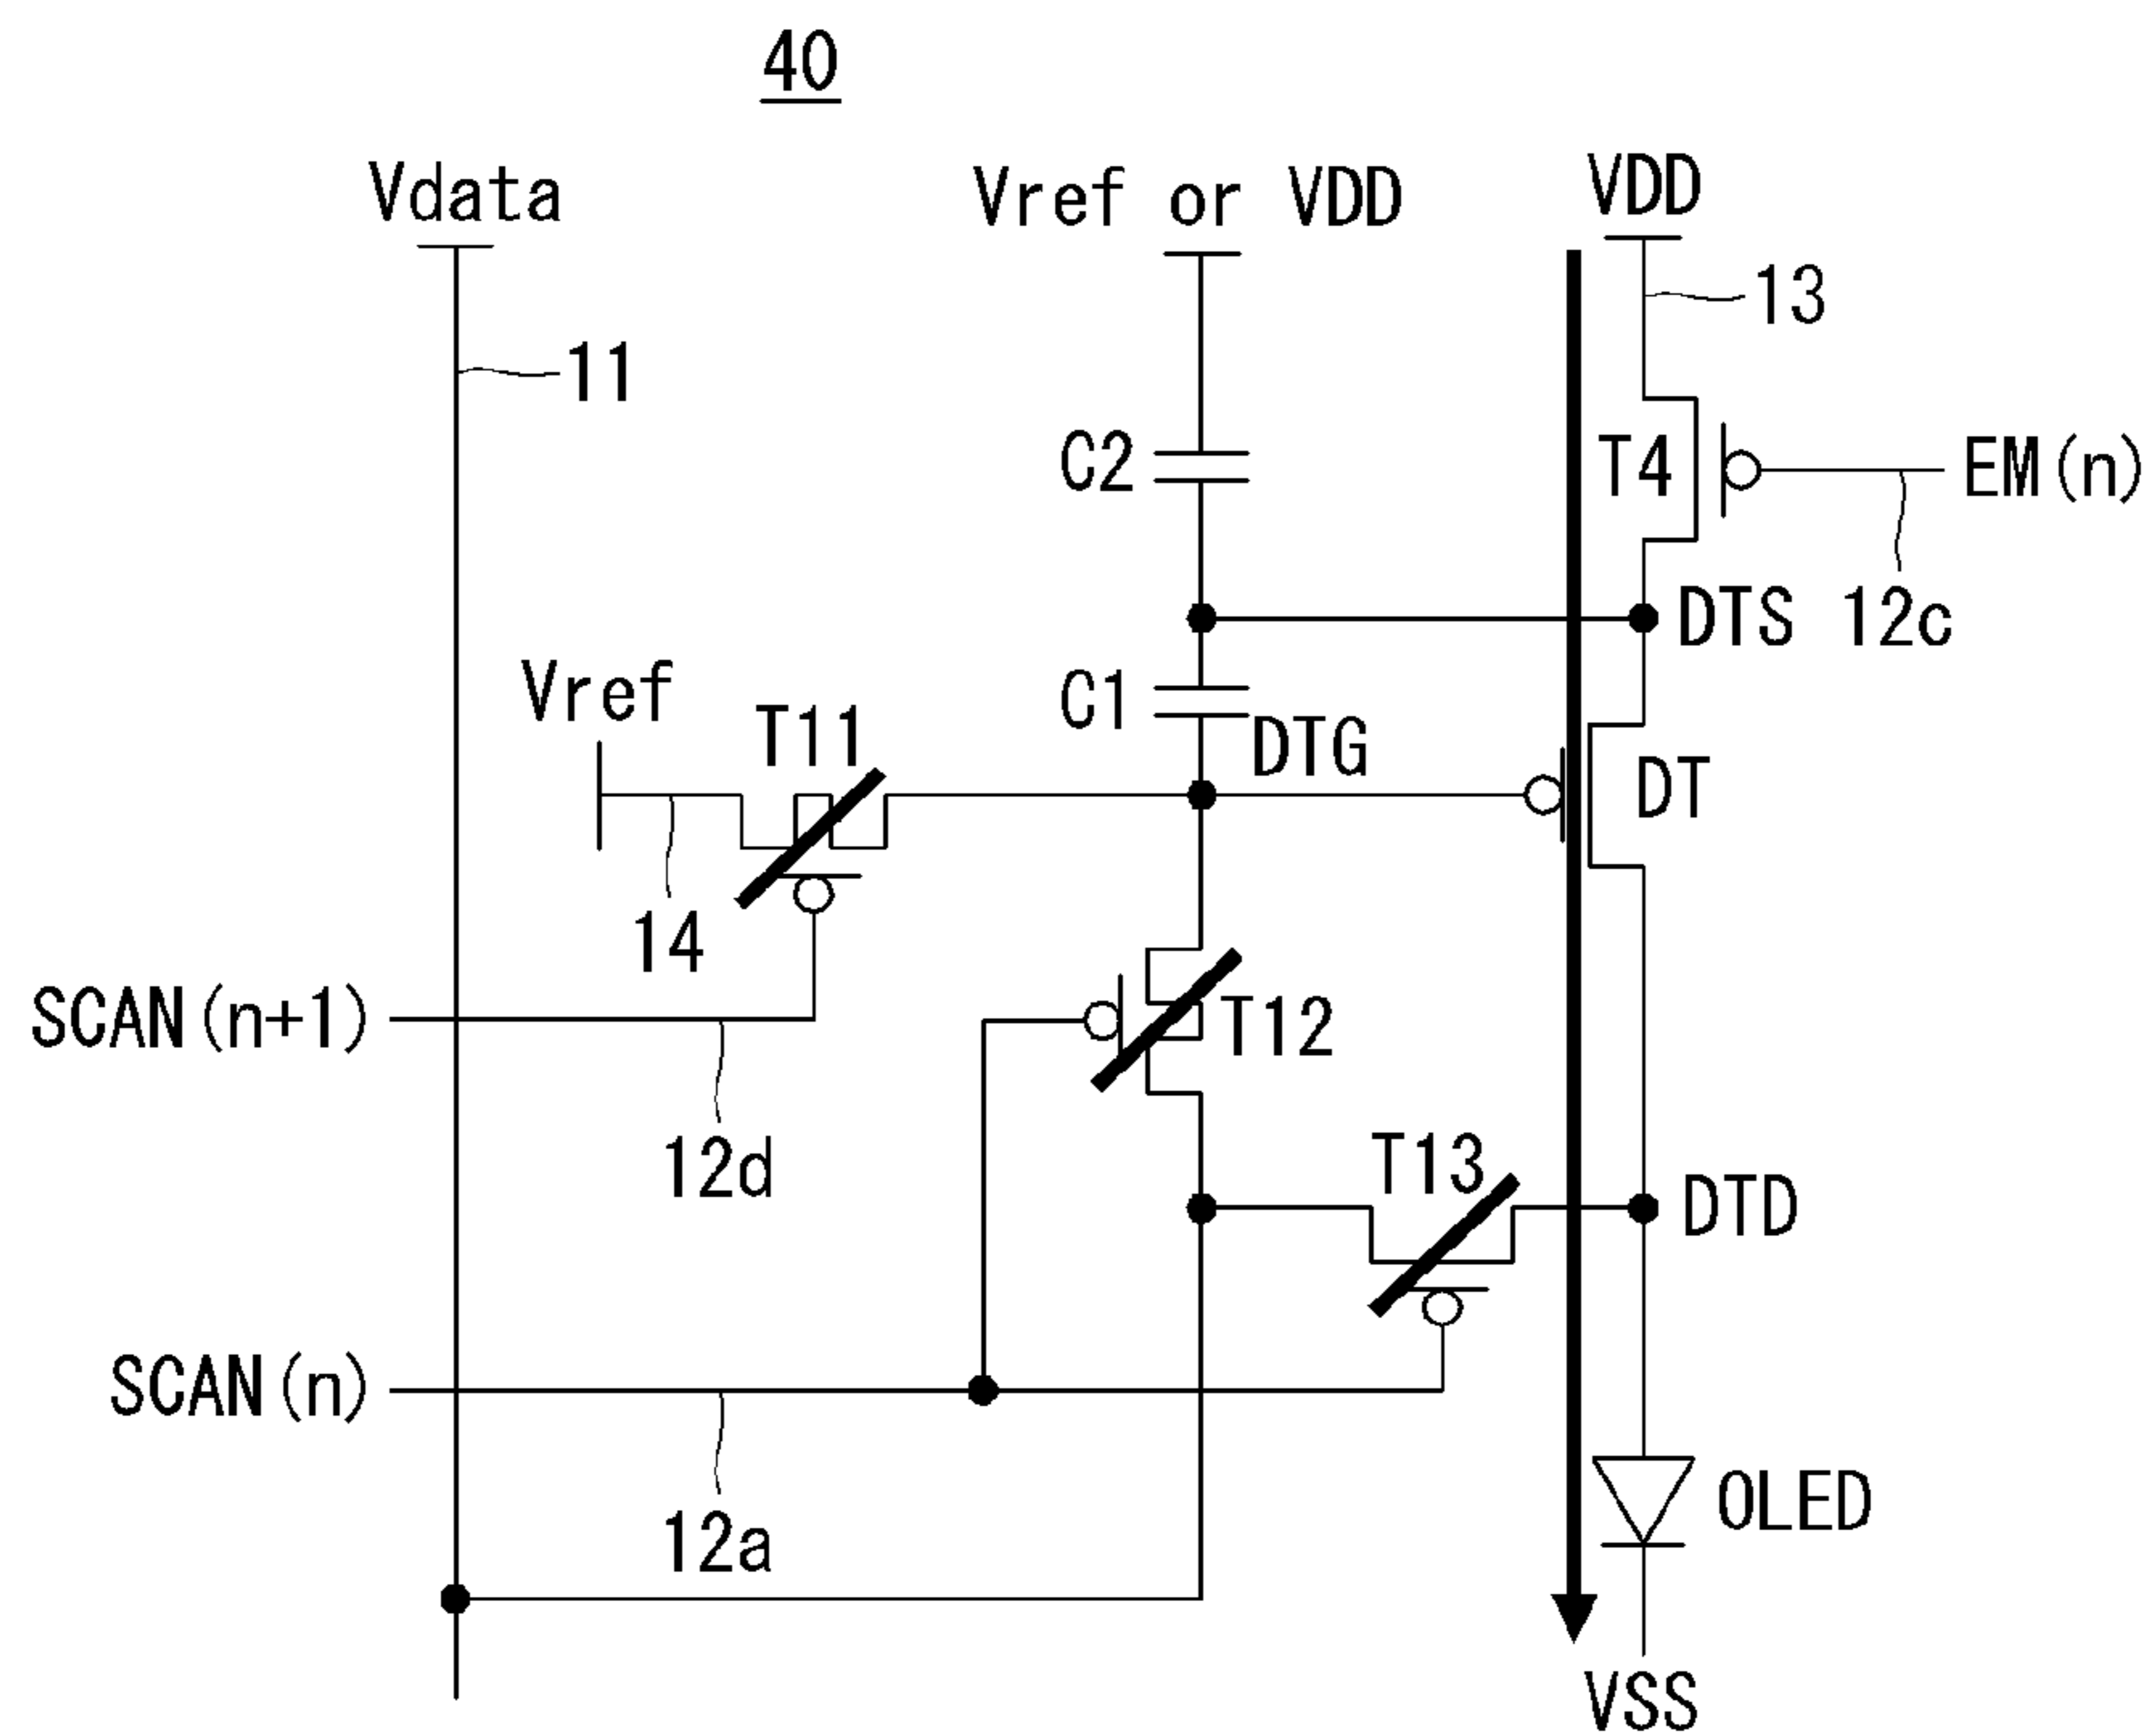 40
Vdata
Vref or VDD
VDD
13
11
C2
T4
EM(n)
DTS
12c
Vref
T11
C1
DTG
DT
14
SCAN(n+1)
T12
12d
T13
DTD
SCAN(n)
OLED
12a
VSS